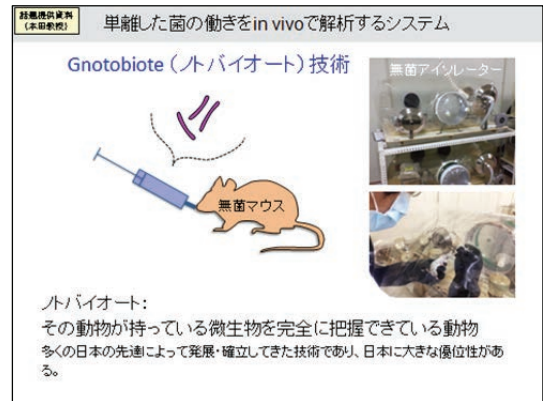 話題提供資料
(本田教授)
単離した菌の働きをin vivoで解析するシステム
Gnotobiote(ノトバイオート)技術
無菌アイソレーター
無菌マウス
ノトバイオート:
その動物が持っている微生物を完全に把握できている動物
多くの日本の先達によって発展・確立してきた技術であり、日本に大きな優位性があ
る。